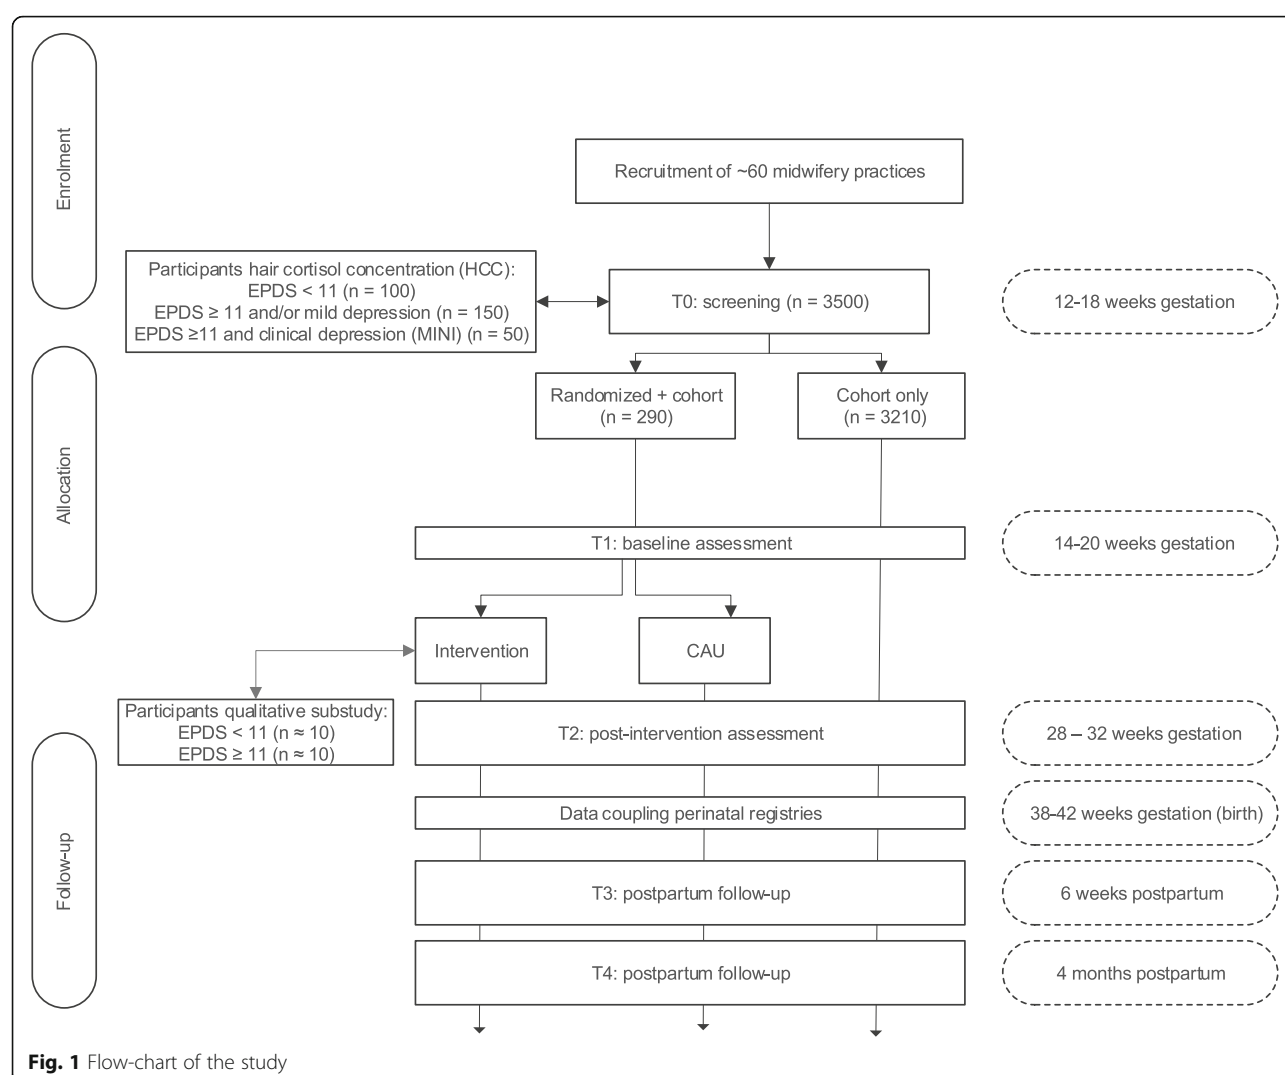 Enrolment
Recruitment of ~60 midwifery practices
Participants hair cortisol concentration (HCC):
EPDS < 11 (n = 100)
EPDS ≥ 11 and/or mild depression (n = 150)
EPDS ≥11 and clinical depression (MINI) (n = 50)
T0: screening (n = 3500)
12-18 weeks gestation
Allocation
Randomized + cohort
(n = 290)
Cohort only
(n = 3210)
T1: baseline assessment
14-20 weeks gestation
Intervention
CAU
Participants qualitative substudy:
EPDS < 11 (n ≈ 10)
EPDS ≥ 11 (n ≈ 10)
Follow-up
T2: post-intervention assessment
28 – 32 weeks gestation
Data coupling perinatal registries
38-42 weeks gestation (birth)
T3: postpartum follow-up
6 weeks postpartum
T4: postpartum follow-up
4 months postpartum
Fig. 1 Flow-chart of the study